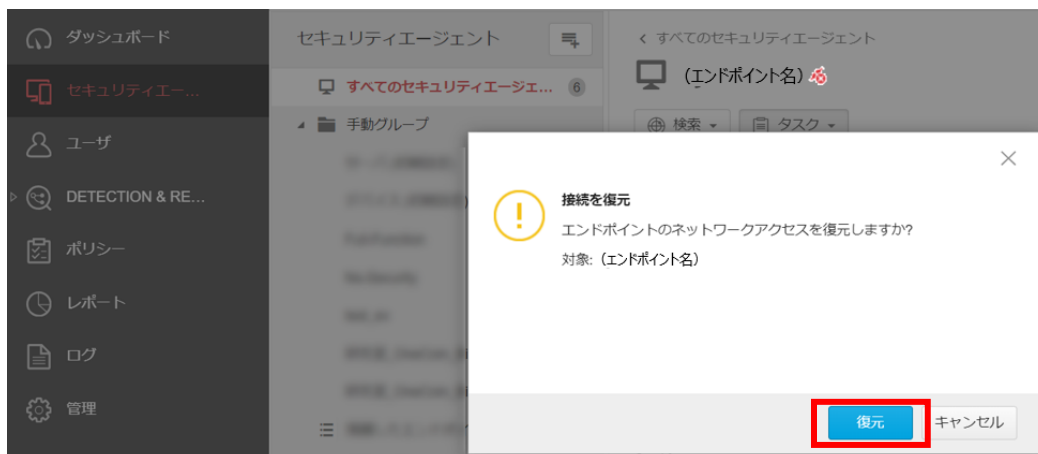 ダッシュボード
セキュリティエー...
ユーザ
DETECTION & RE...
ポリシー
レポート
ログ
管理
セキュリティエージェント
すべてのセキュリティエージェ... 6
手動グループ
すべてのセキュリティエージェント
(エンドポイント名)
検索 タスク
接続を復元
エンドポイントのネットワークアクセスを復元しますか?
対象: (エンドポイント名)
復元 キャンセル